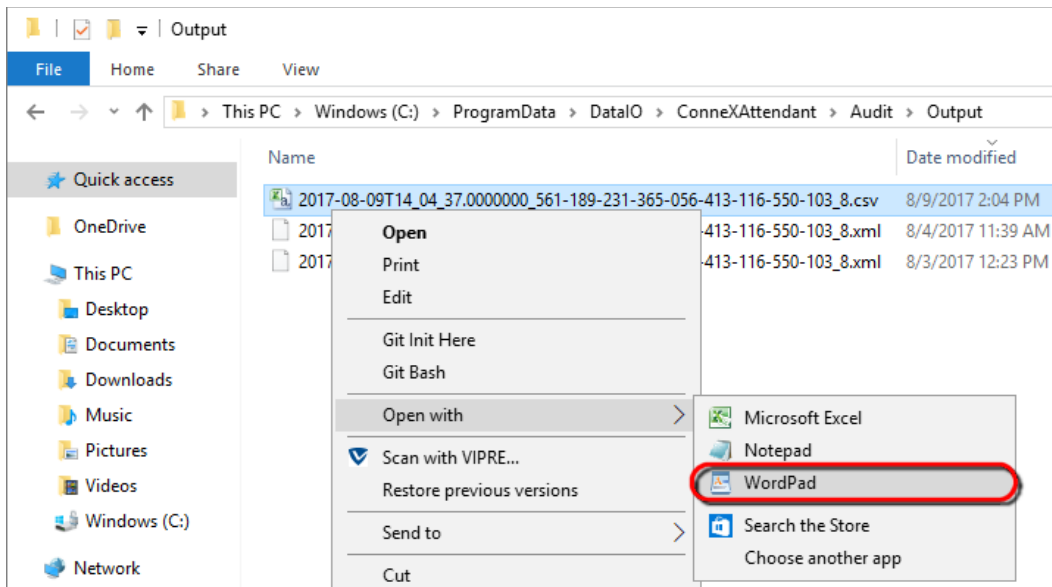 Output
File Home Share View
This PC > Windows (C:) > ProgramData > DataIO > ConneXAttendant > Audit > Output
Name Date modified
Quick access
2017-08-09T14_04_37.0000000_561-189-231-365-056-413-116-550-103_8.csv 8/9/2017 2:04 PM
OneDrive
2017 -413-116-550-103_8.xml 8/4/2017 11:39 AM
2017 -413-116-550-103_8.xml 8/3/2017 12:23 PM
This PC
Desktop
Documents
Downloads
Music
Pictures
Videos
Windows (C:)
Network
Open
Print
Edit
Git Init Here
Git Bash
Open with
Scan with VIPRE...
Restore previous versions
Send to
Cut
Microsoft Excel
Notepad
WordPad
Search the Store
Choose another app